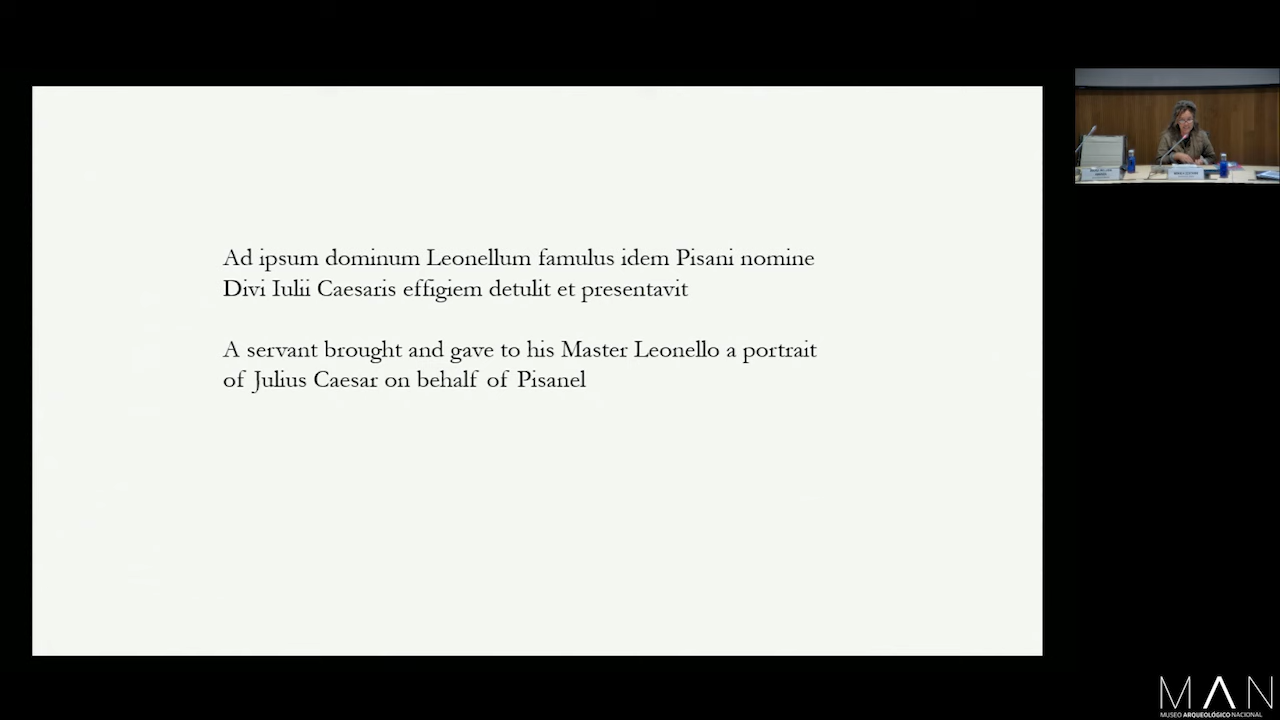 Ad ipsum dominum Leonellum famulus idem Pisani nomine
Divi Iulii Caesaris effigiem detulit et presentavit
A servant brought and gave to his Master Leonello a portrait
of Julius Caesar on behalf of Pisanel
MAN
MUSEO ARQUEOLÓGICO NACIONAL